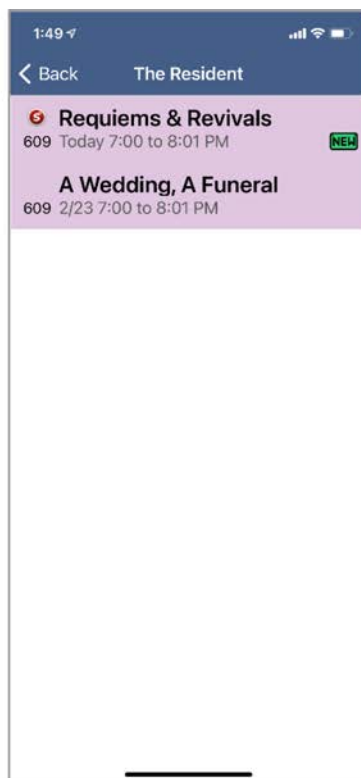 1:49
Back The Resident
S Requiems & Revivals
609 Today 7:00 to 8:01 PM NEW
A Wedding, A Funeral
609 2/23 7:00 to 8:01 PM